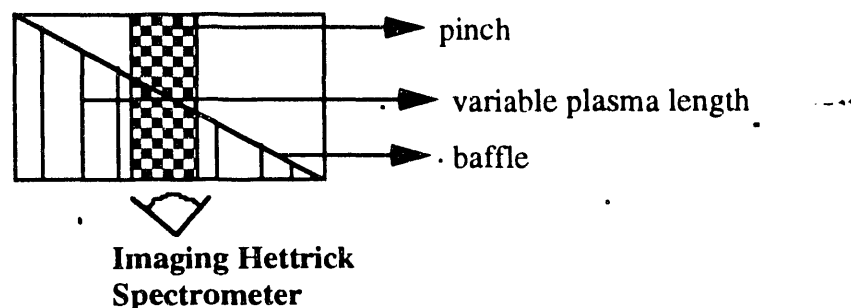 pinch
variable plasma length
baffle
Imaging Hettrick
Spectrometer